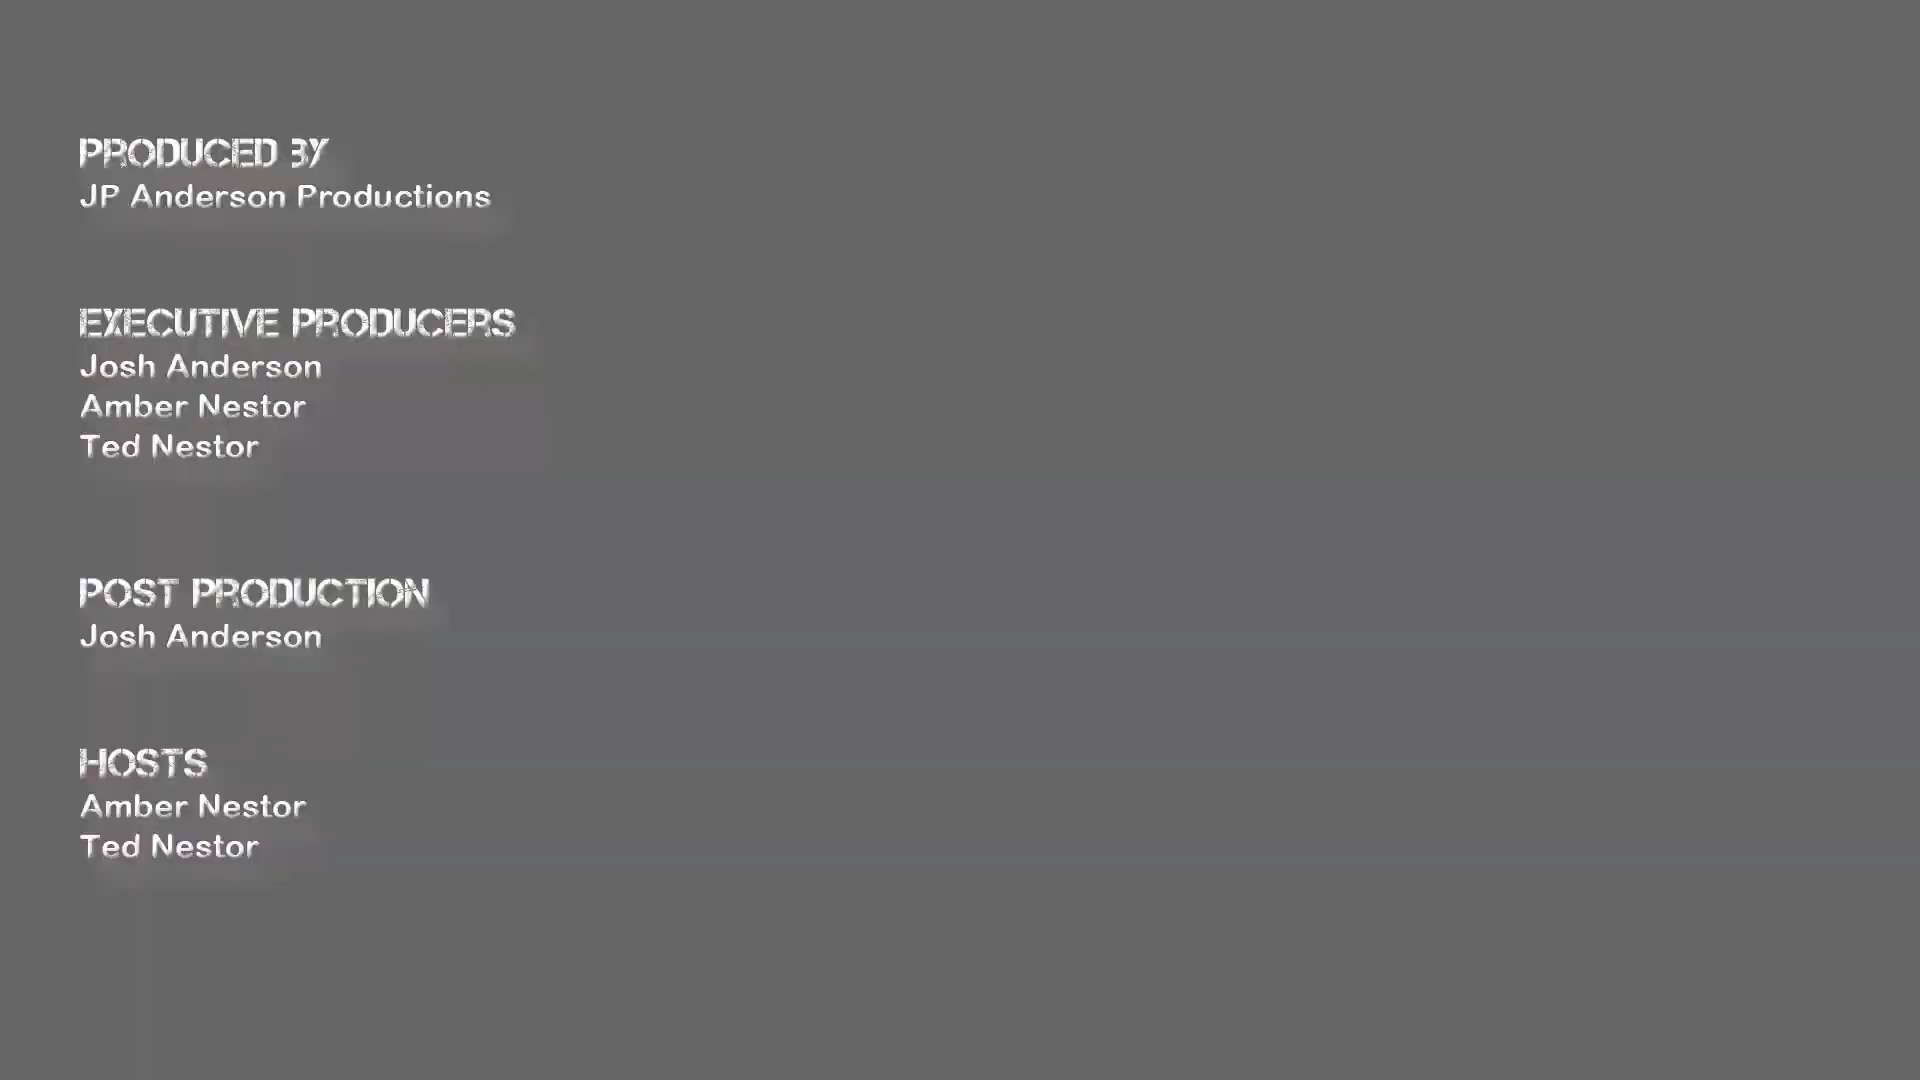 PRODUCED BY
JP Anderson Productions
EXECUTIVE PRODUCERS
Josh Anderson
Amber Nestor
Ted Nestor
POST PRODUCTION
Josh Anderson
HOSTS
Amber Nestor
Ted Nestor